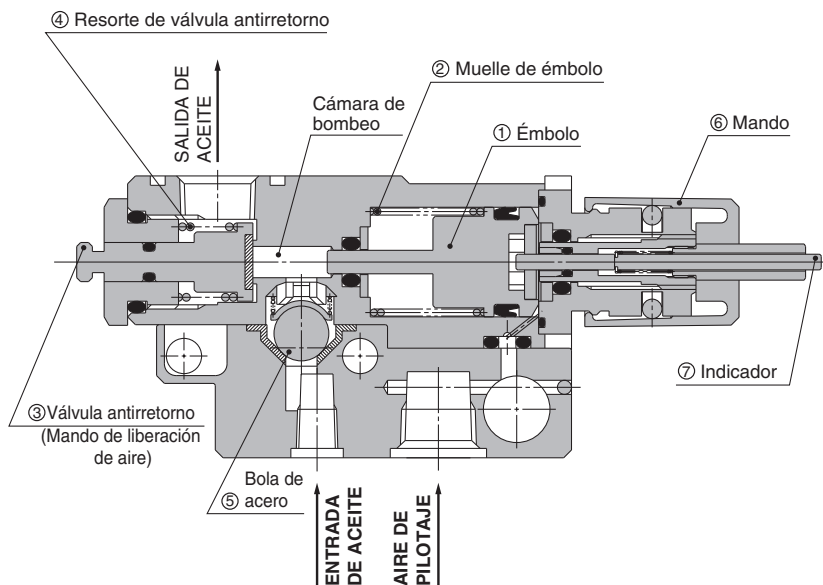 ④ Resorte de válvula antirretorno
SALIDA DE
ACEITE
Cámara de
bombeo
② Muelle de émbolo
① Émbolo
⑥ Mando
⑦ Indicador
③Válvula antirretorno
(Mando de liberación
de aire)
Bola de
⑤ acero
ENTRADA
DE ACEITE
AIRE DE
PILOTAJE